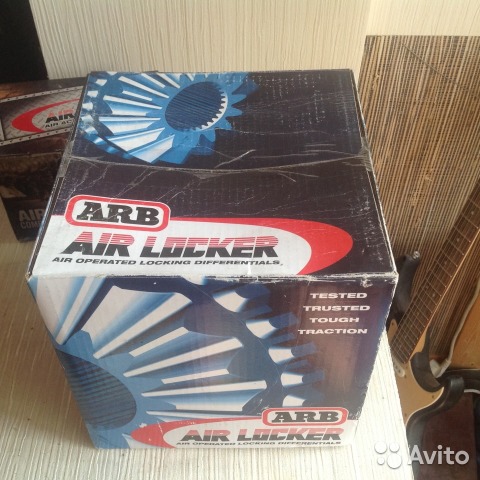 AIR
ARB
AIR LOCKER
AIR OPERATED LOCKING DIFFERENTIALS
TESTED
TRUSTED
TOUGH
TRACTION
ARB
AIR LOCKER
AIR OPERATED LOCKING DIFFERENTIALS
Avito